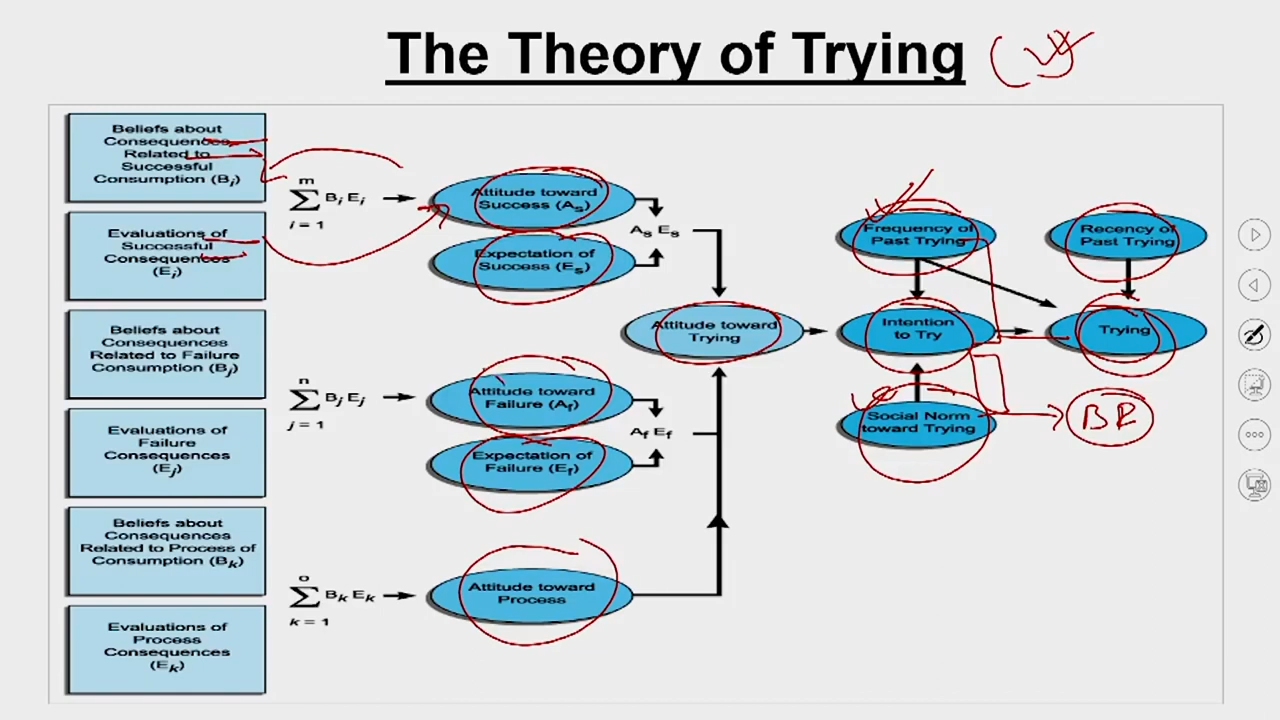 The Theory of Trying
Beliefs about
Consequences
Related to
Successful
Consumption (Bi)
Evaluations of
Successful
Consequences
(Ei)
Beliefs about
Consequences
Related to Failure
Consumption (Bj)
Evaluations of
Failure
Consequences
(Ej)
Beliefs about
Consequences
Related to Process of
Consumption (Bk)
Evaluations of
Process
Consequences
(Ek)
m
∑ Bi Ei
i = 1
n
∑ Bj Ej
j = 1
o
∑ Bk Ek
k = 1
Attitude toward
Success (As)
Expectation of
Success (Es)
As Es
Attitude toward
Failure (Af)
Expectation of
Failure (Ef)
Af Ef
Attitude toward
Process
Attitude toward
Trying
Frequency of
Past Trying
Intention
to Try
Social Norm
toward Trying
Recency of
Past Trying
Trying
BR